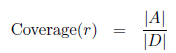 Coverage(r) = |A| / |D|